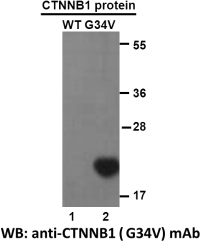 CTNNB1 protein
WT G34V
55
36
28
17
1 2
WB: anti-CTNNB1 ( G34V) mAb